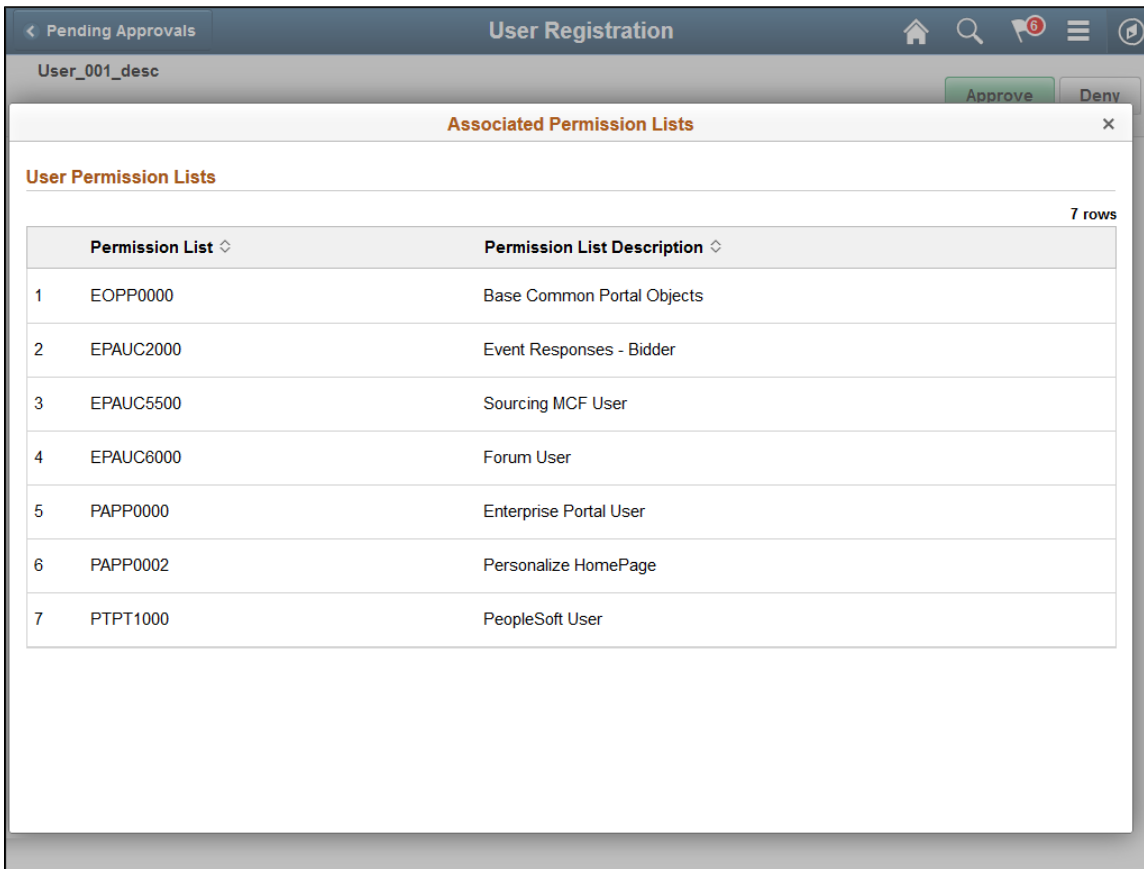 Pending Approvals User Registration 6
User_001_desc
Approve Deny
Associated Permission Lists ×
User Permission Lists
7 rows
Permission List Permission List Description
1 EOPP0000 Base Common Portal Objects
2 EPAUC2000 Event Responses - Bidder
3 EPAUC5500 Sourcing MCF User
4 EPAUC6000 Forum User
5 PAPP0000 Enterprise Portal User
6 PAPP0002 Personalize HomePage
7 PTPT1000 PeopleSoft User